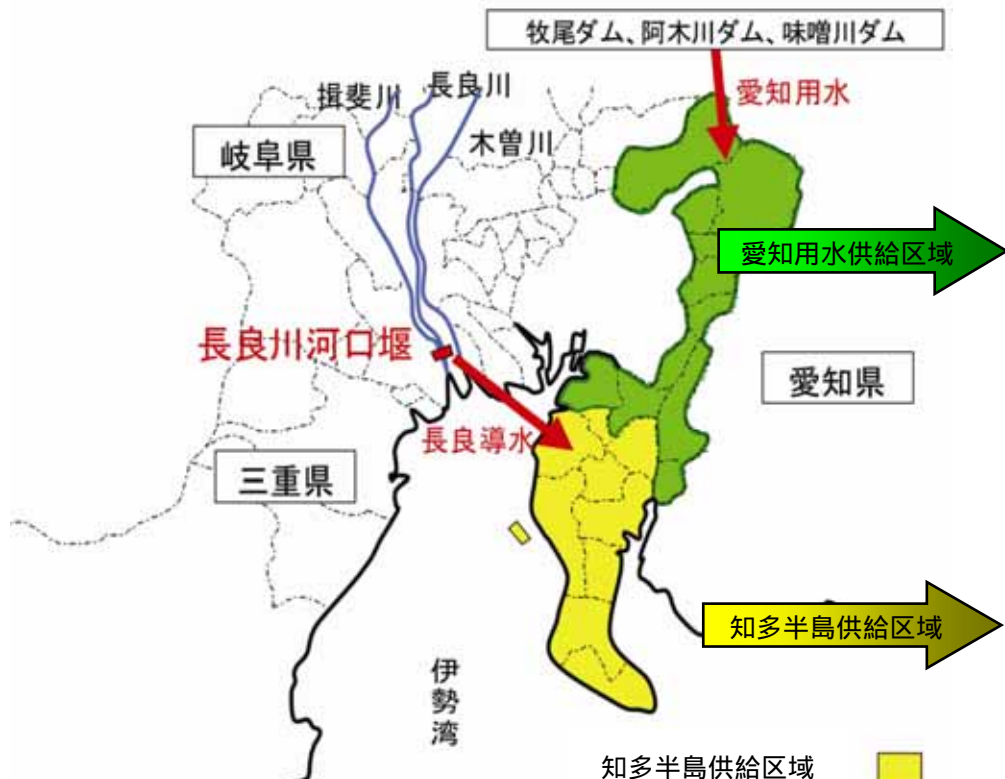 牧尾ダム、阿木川ダム、味噌川ダム
揖斐川
長良川
愛知用水
岐阜県
木曽川
愛知用水供給区域
長良川河口堰
愛知県
長良導水
三重県
知多半島供給区域
伊勢湾
知多半島供給区域